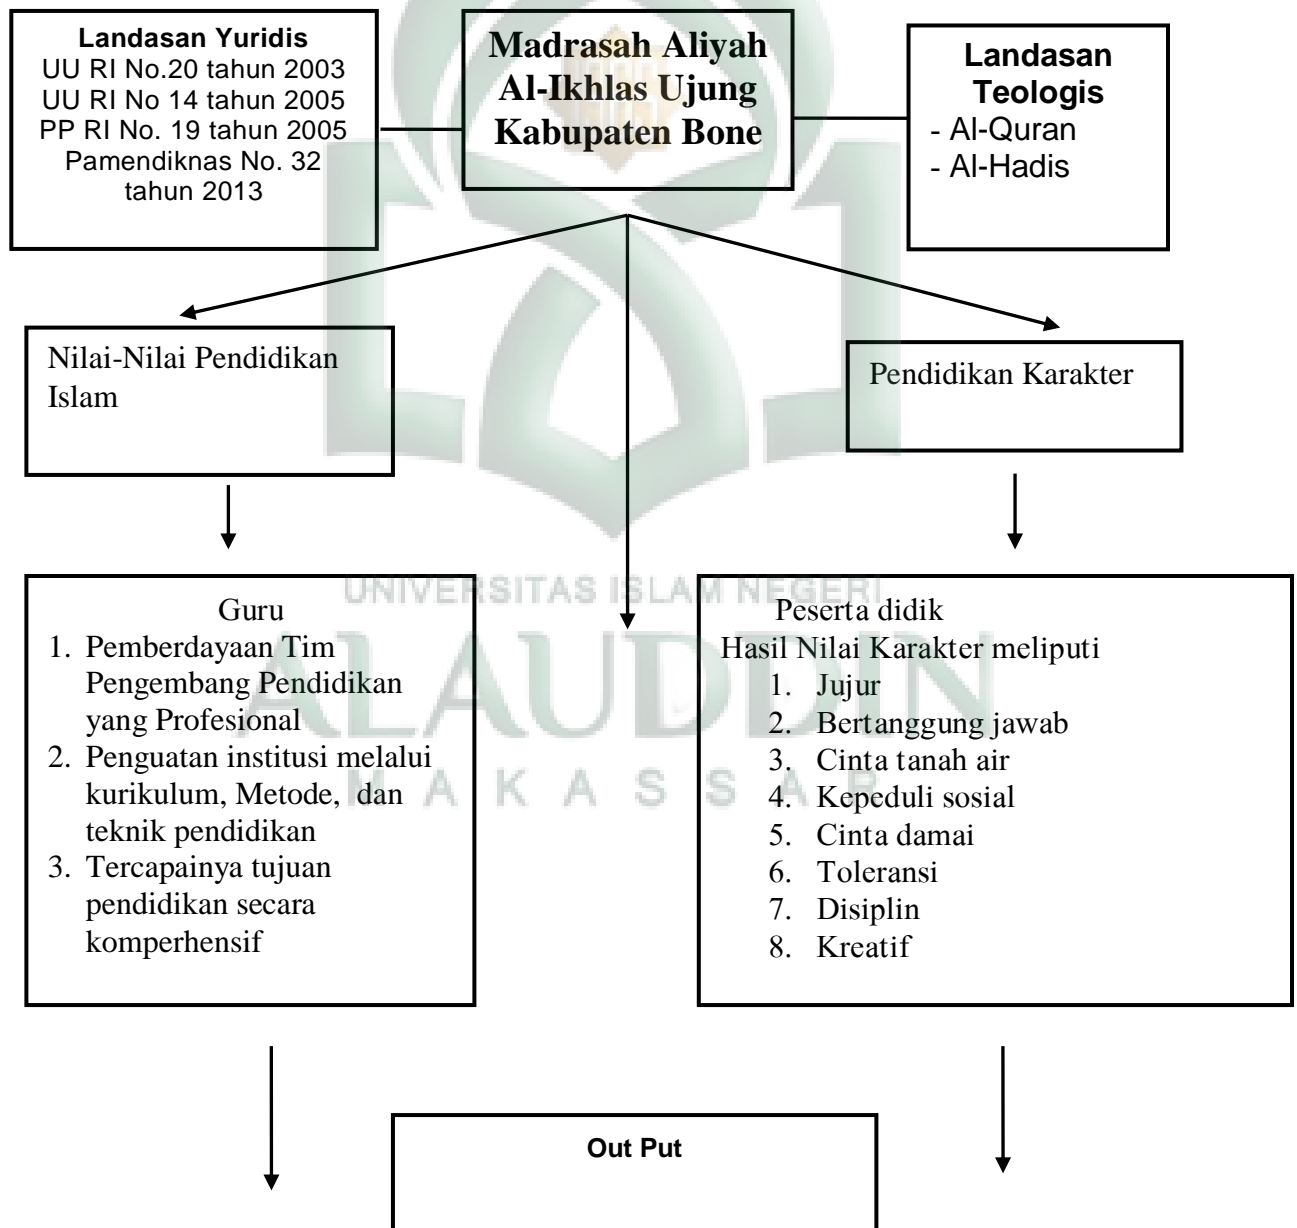 Landasan Yuridis
UU RI No.20 tahun 2003
UU RI No 14 tahun 2005
PP RI No. 19 tahun 2005
Pamendiknas No. 32
tahun 2013
Madrasah Aliyah
Al-Ikhlas Ujung
Kabupaten Bone
Landasan
Teologis
- Al-Quran
- Al-Hadis
Nilai-Nilai Pendidikan
Islam
Pendidikan Karakter
UNIVERSITAS ISLAM NEGERI
ALAUDDIN
MAKASSAR
Guru
1. Pemberdayaan Tim
Pengembang Pendidikan
yang Profesional
2. Penguatan institusi melalui
kurikulum, Metode, dan
teknik pendidikan
3. Tercapainya tujuan
pendidikan secara
komperhensif
Peserta didik
Hasil Nilai Karakter meliputi
1. Jujur
2. Bertanggung jawab
3. Cinta tanah air
4. Kepeduli sosial
5. Cinta damai
6. Toleransi
7. Disiplin
8. Kreatif
Out Put